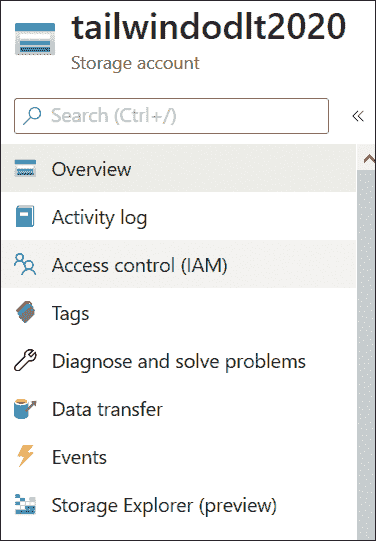 tailwindodlt2020
Storage account
Search (Ctrl+/)
Overview
Activity log
Access control (IAM)
Tags
Diagnose and solve problems
Data transfer
Events
Storage Explorer (preview)